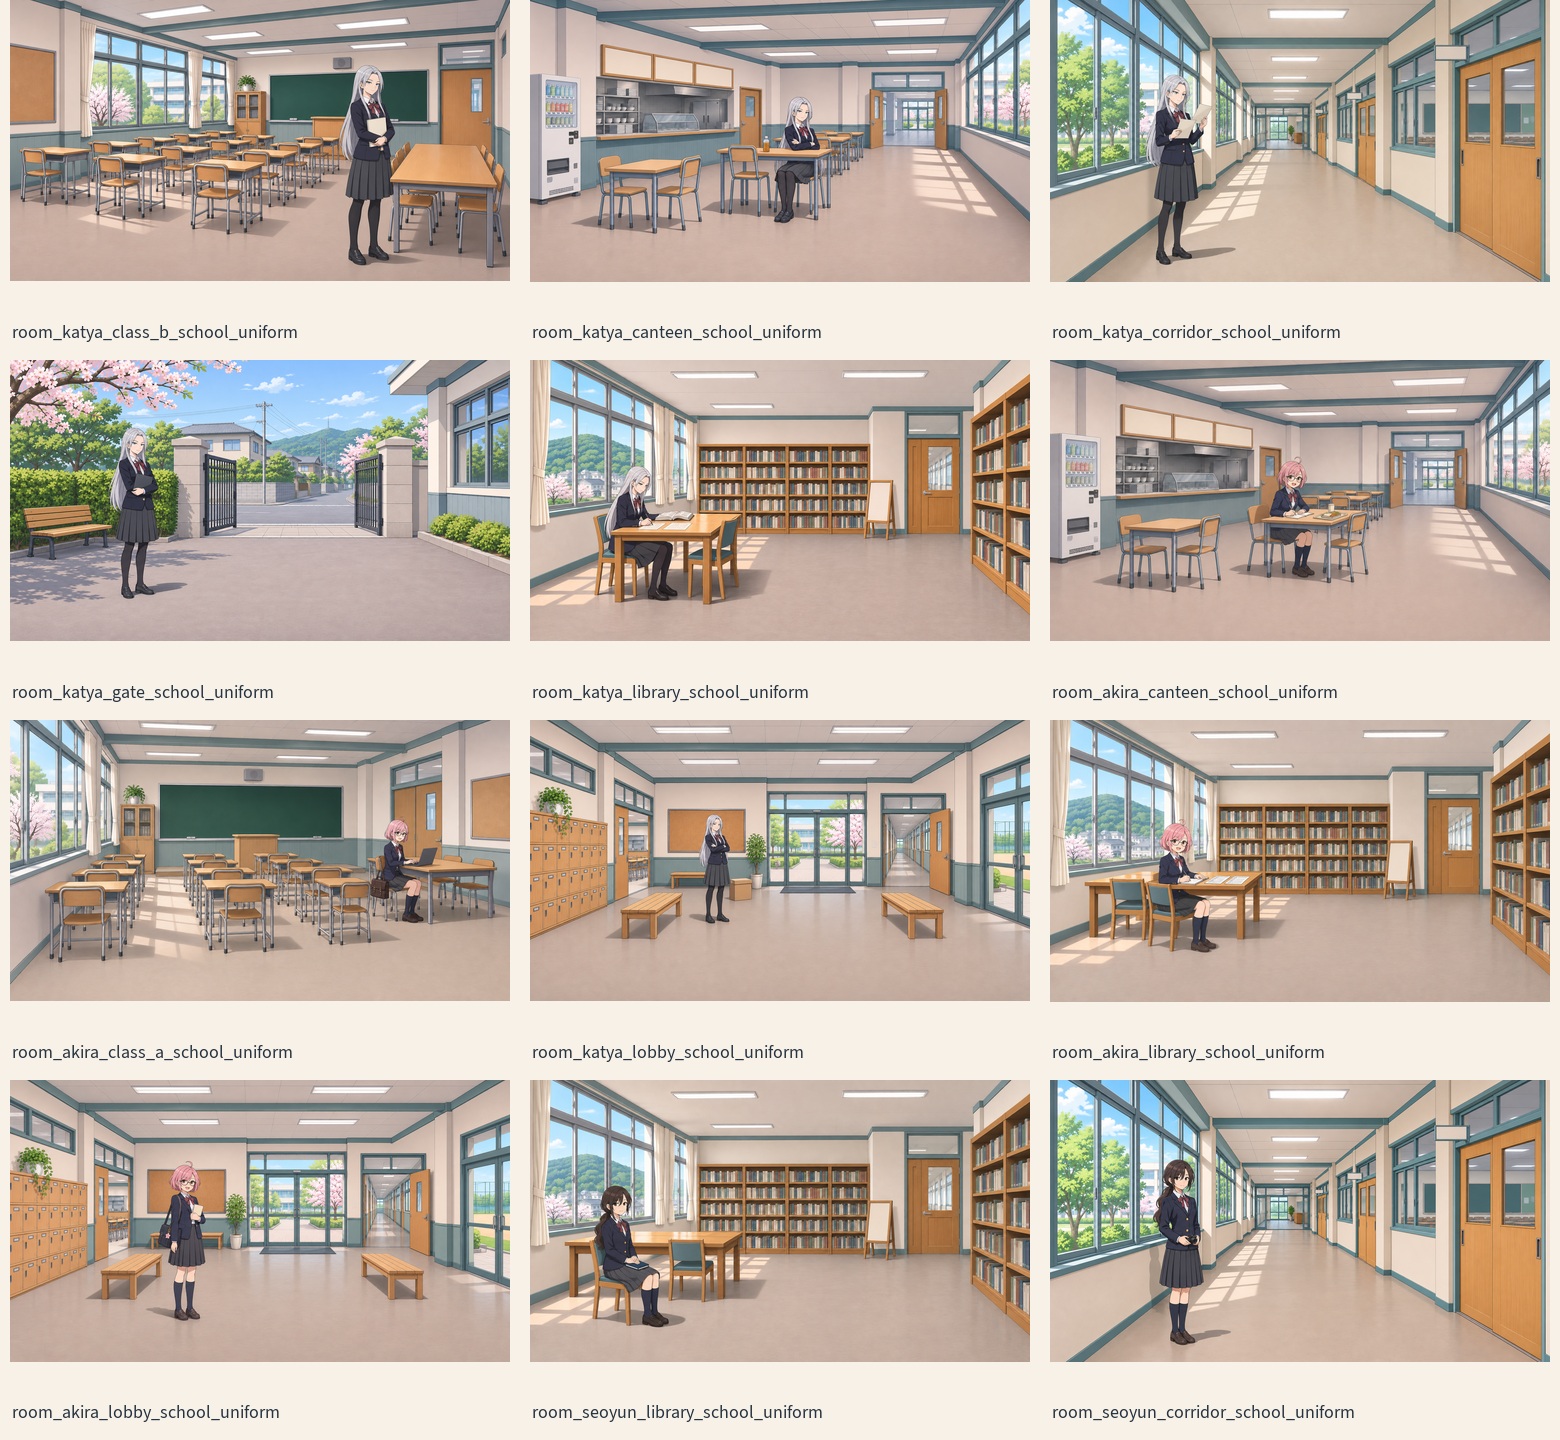 room_katya_class_b_school_uniform
room_katya_canteen_school_uniform
room_katya_corridor_school_uniform
room_katya_gate_school_uniform
room_katya_library_school_uniform
room_akira_canteen_school_uniform
room_akira_class_a_school_uniform
room_katya_lobby_school_uniform
room_akira_library_school_uniform
room_akira_lobby_school_uniform
room_seoyun_library_school_uniform
room_seoyun_corridor_school_uniform